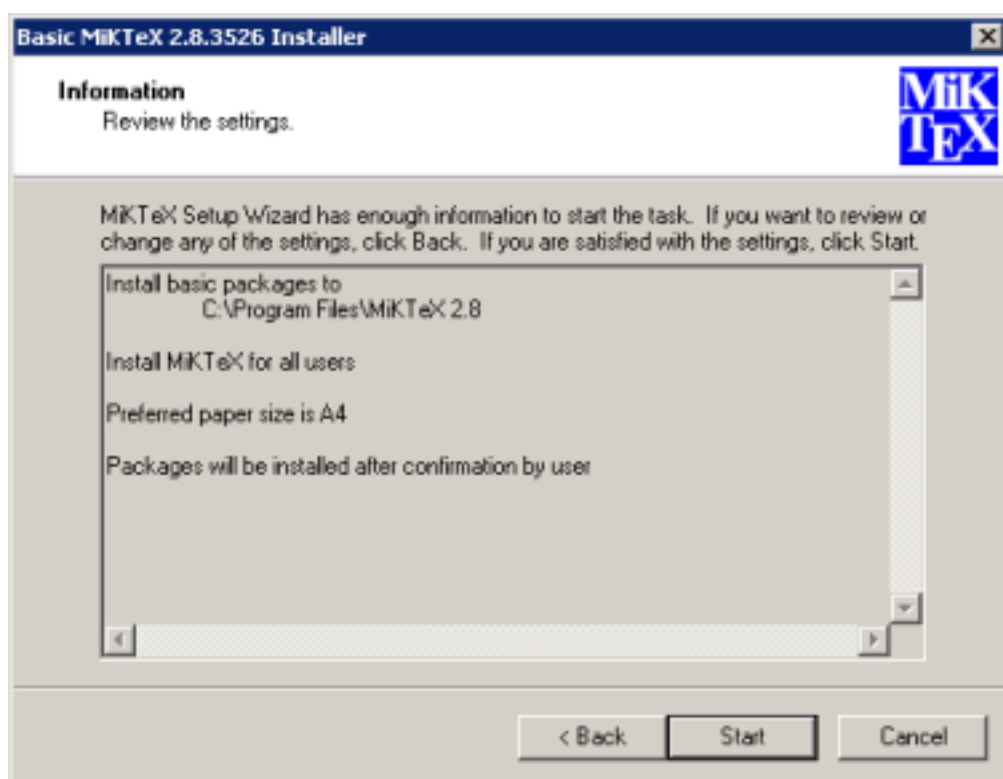 Basic MiKTeX 2.8.3526 Installer
Information
Review the settings.
MiK
TEX
MiKTeX Setup Wizard has enough information to start the task. If you want to review or
change any of the settings, click Back. If you are satisfied with the settings, click Start.
Install basic packages to
C:\Program Files\MiKTeX 2.8
Install MiKTeX for all users
Preferred paper size is A4
Packages will be installed after confirmation by user
< Back
Start
Cancel